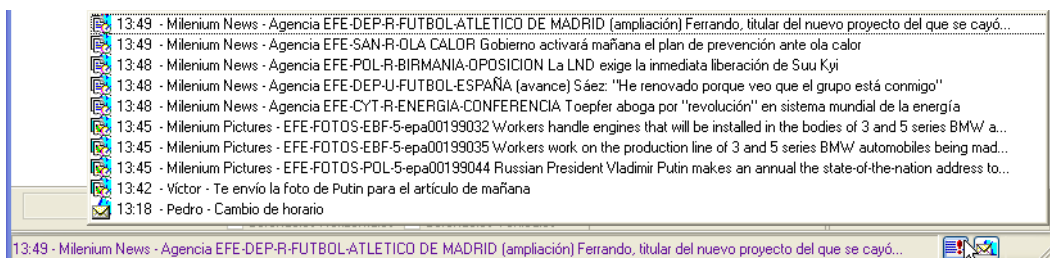 13:49 - Milenium News - Agencia EFE-DEP-R-FUTBOL-ATLETICO DE MADRID (ampliación) Ferrando, titular del nuevo proyecto del que se cayó...
13:49 - Milenium News - Agencia EFE-SAN-R-OLA CALOR Gobierno activará mañana el plan de prevención ante ola calor
13:48 - Milenium News - Agencia EFE-POL-R-BIRMANIA-OPOSICION La LND exige la inmediata liberación de Suu Kyi
13:48 - Milenium News - Agencia EFE-DEP-U-FUTBOL-ESPAÑA (avance) Sáez: "He renovado porque veo que el grupo está conmigo"
13:48 - Milenium News - Agencia EFE-CYT-R-ENERGIA-CONFERENCIA Toepfer aboga por "revolución" en sistema mundial de la energía
13:45 - Milenium Pictures - EFE-FOTOS-EBF-5-epa00199032 Workers handle engines that will be installed in the bodies of 3 and 5 series BMW a...
13:45 - Milenium Pictures - EFE-FOTOS-EBF-5-epa00199035 Workers work on the production line of 3 and 5 series BMW automobiles being mad...
13:45 - Milenium Pictures - EFE-FOTOS-POL-5-epa00199044 Russian President Vladimir Putin makes an annual the state-of-the-nation address to...
13:42 - Víctor - Te envío la foto de Putin para el artículo de mañana
13:18 - Pedro - Cambio de horario
13:49 - Milenium News - Agencia EFE-DEP-R-FUTBOL-ATLETICO DE MADRID (ampliación) Ferrando, titular del nuevo proyecto del que se cayó...